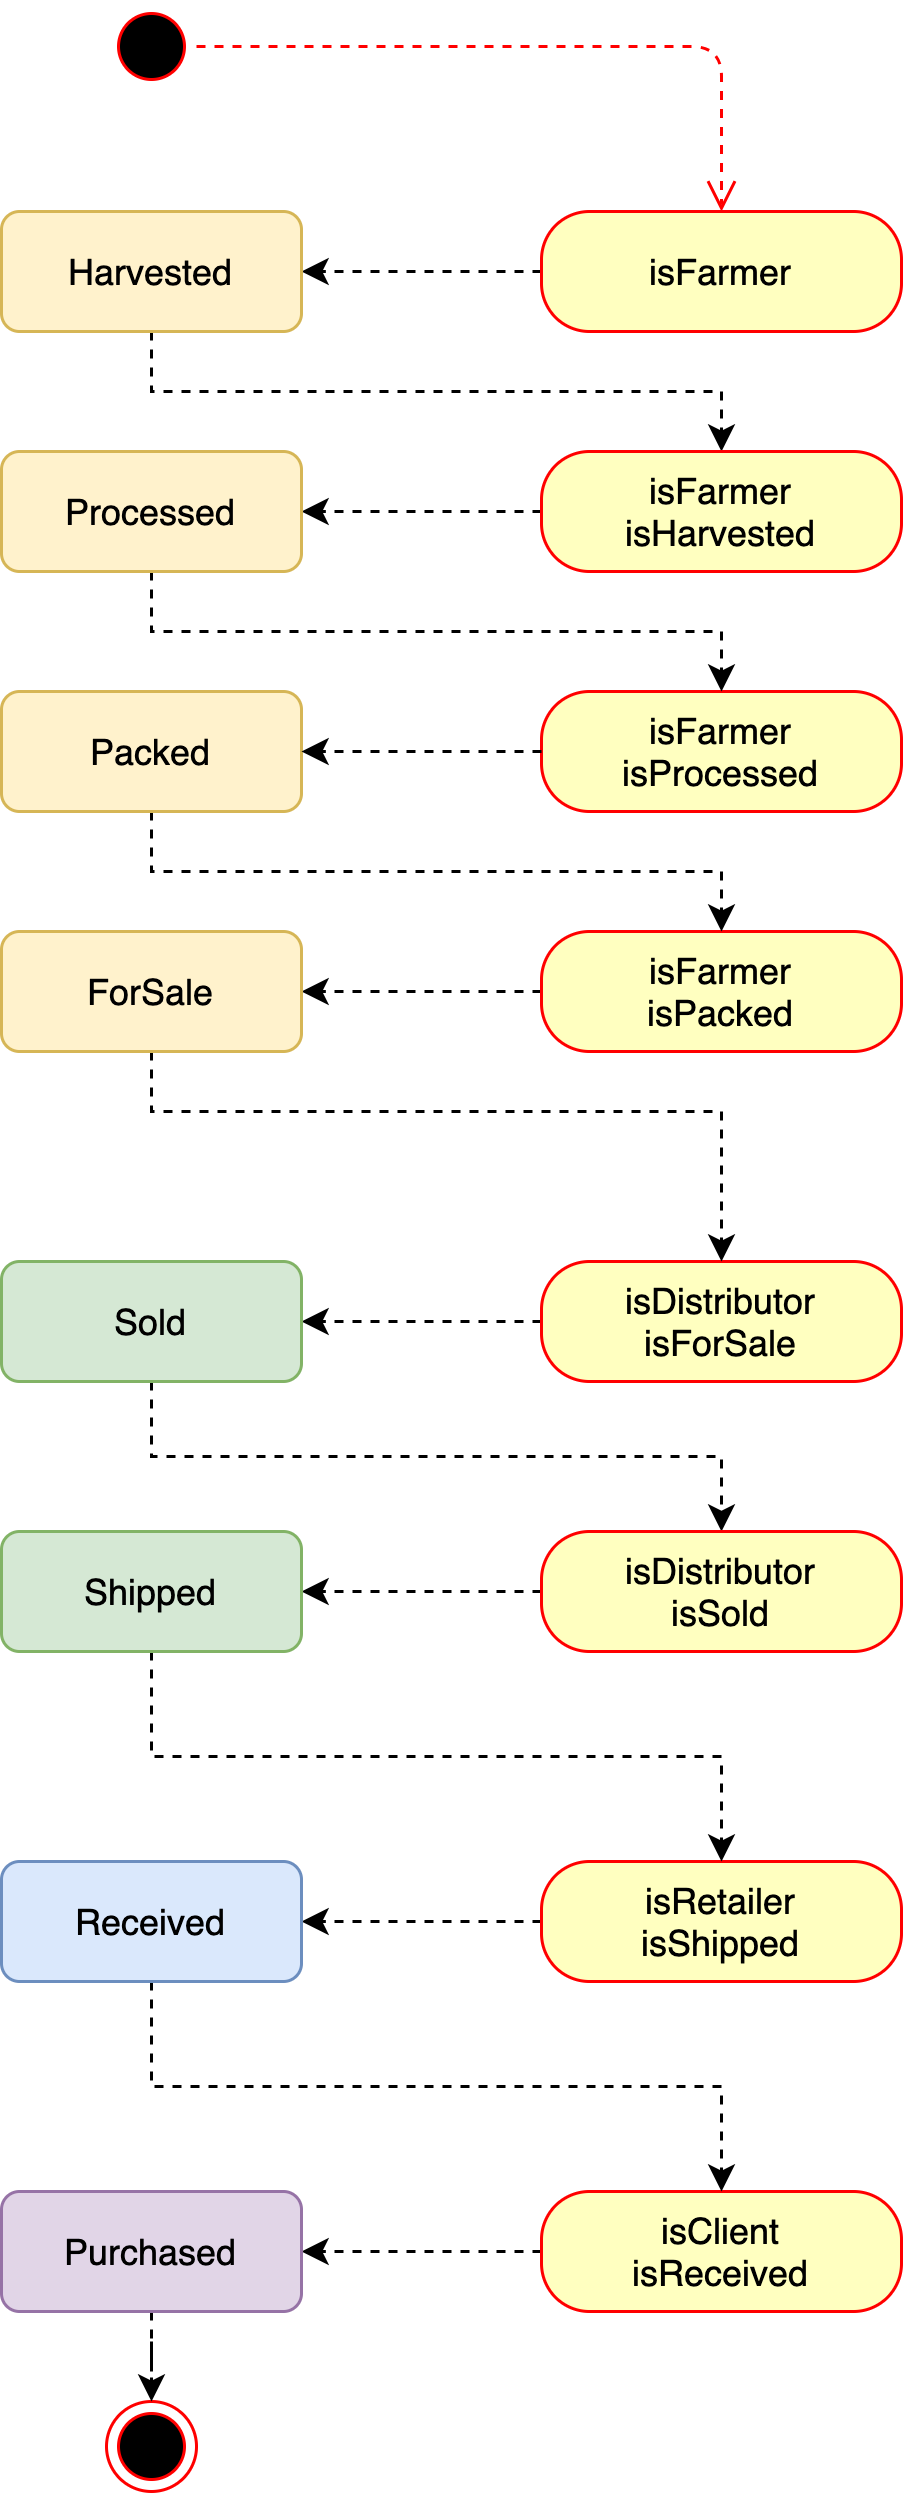 Harvested
isFarmer
Processed
isFarmer
isHarvested
Packed
isFarmer
isProcessed
ForSale
isFarmer
isPacked
Sold
isDistributor
isForSale
Shipped
isDistributor
isSold
Received
isRetailer
isShipped
Purchased
isClient
isReceived